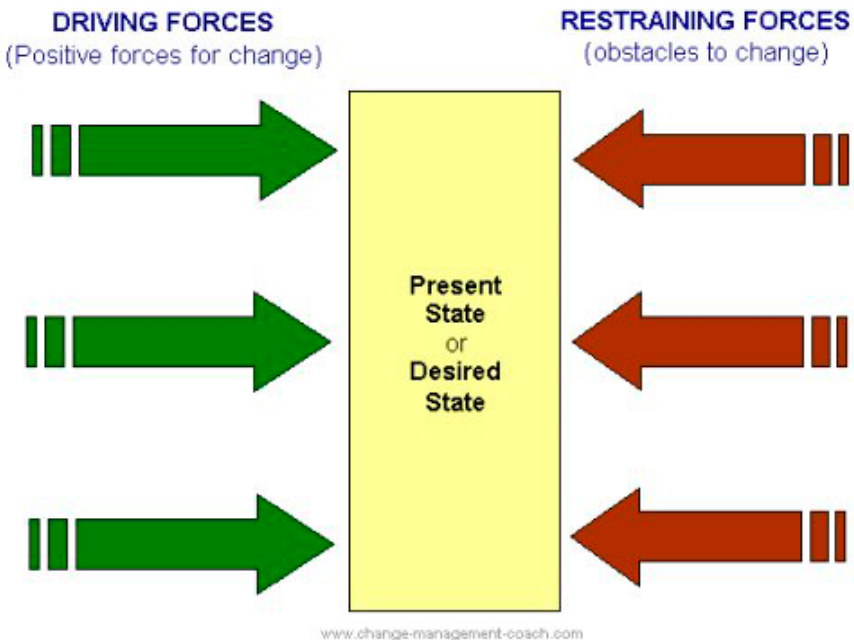 DRIVING FORCES
(Positive forces for change)
RESTRAINING FORCES
(obstacles to change)
Present
State
or
Desired
State
www.change-management-coach.com